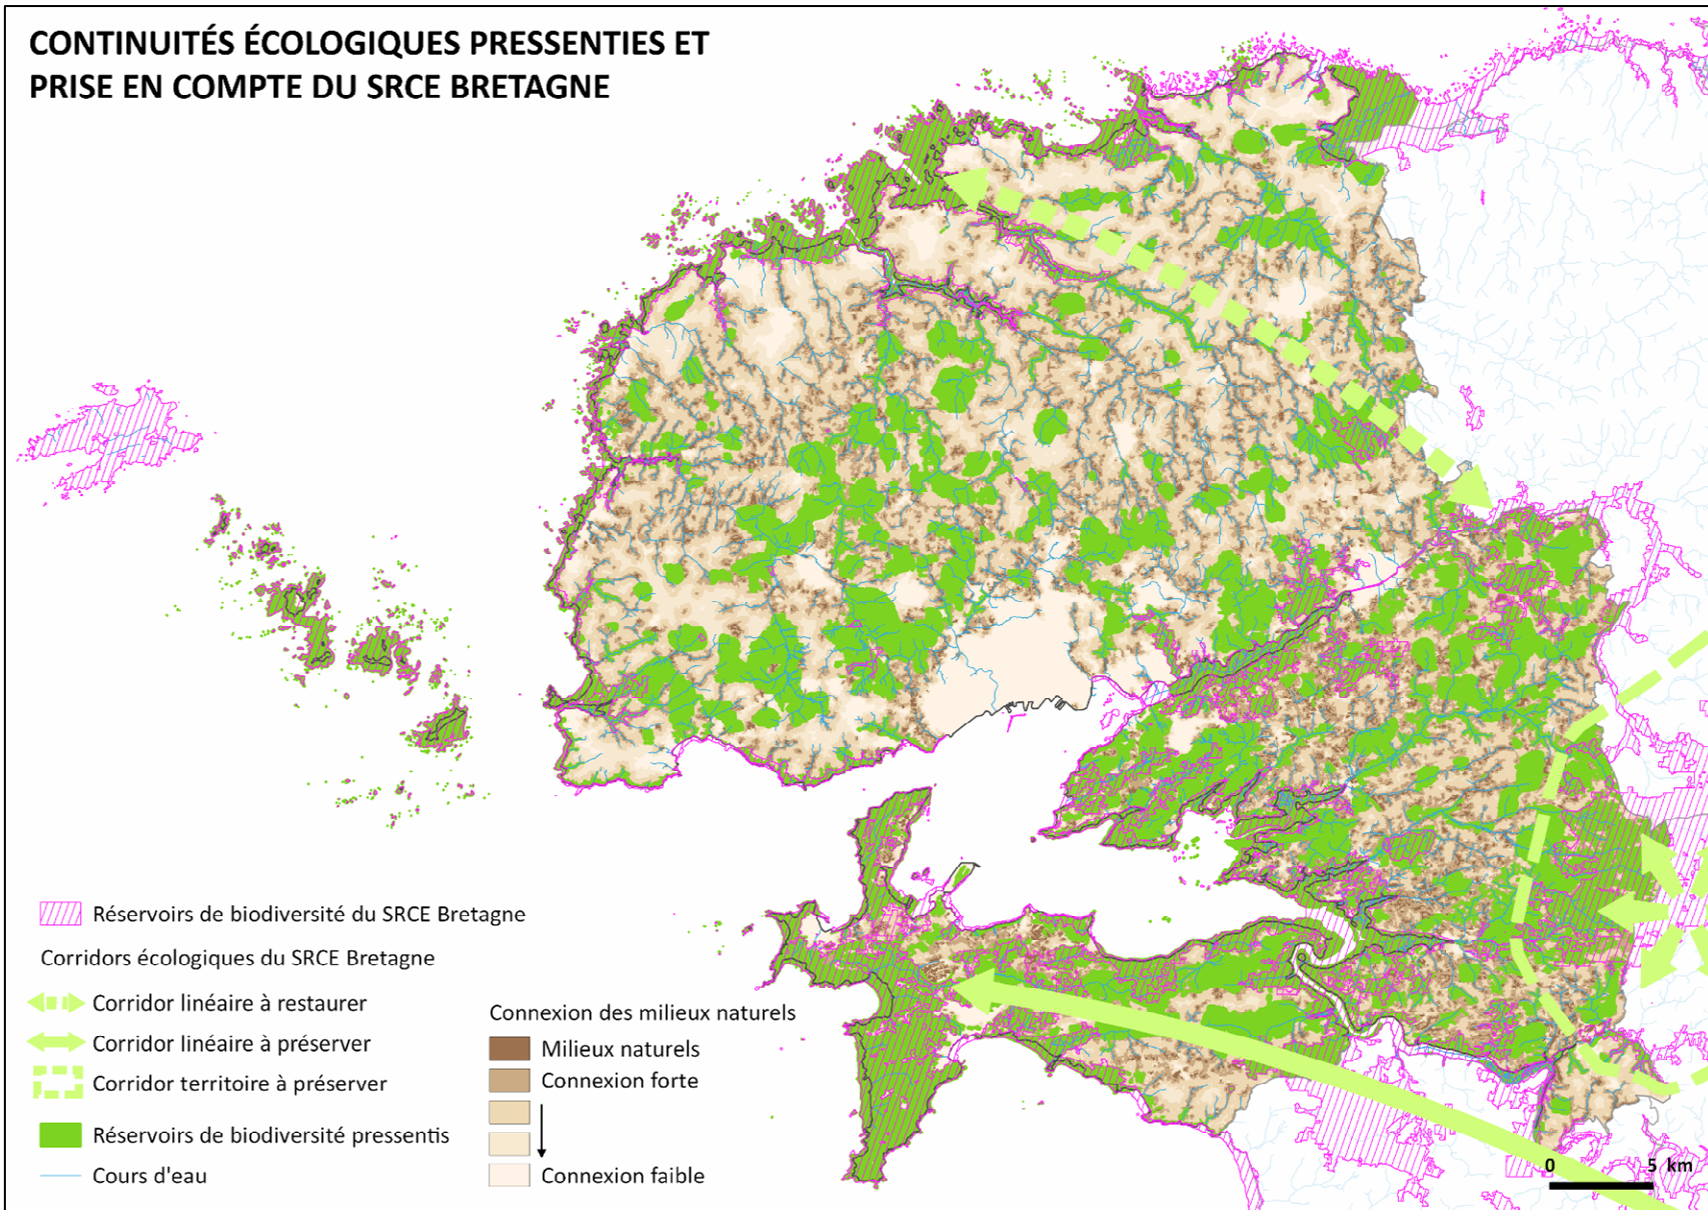 CONTINUITÉS ÉCOLOGIQUES PRESSENTIES ET
PRISE EN COMPTE DU SRCE BRETAGNE
Réservoirs de biodiversité du SRCE Bretagne
Corridors écologiques du SRCE Bretagne
Corridor linéaire à restaurer
Corridor linéaire à préserver
Corridor territoire à préserver
Réservoirs de biodiversité pressentis
Cours d'eau
Connexion des milieux naturels
Milieux naturels
Connexion forte
Connexion faible
0 5 km